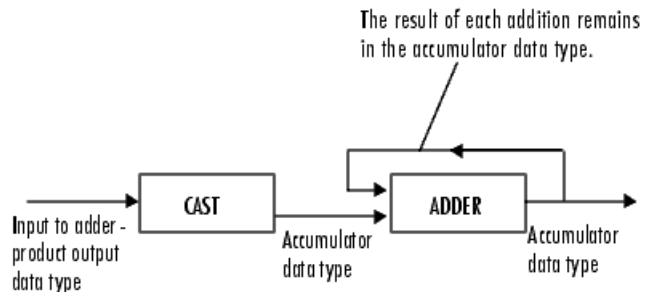 The result of each addition remains
in the accumulator data type.
CAST
ADDER
Input to adder -
product output
data type
Accumulator
data type
Accumulator
data type